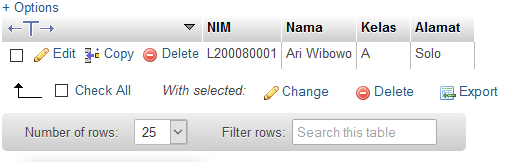 + Options
NIM Nama Kelas Alamat
Edit Copy Delete L200080001 Ari Wibowo A Solo
Check All With selected: Change Delete Export
Number of rows: 25 Filter rows: Search this table